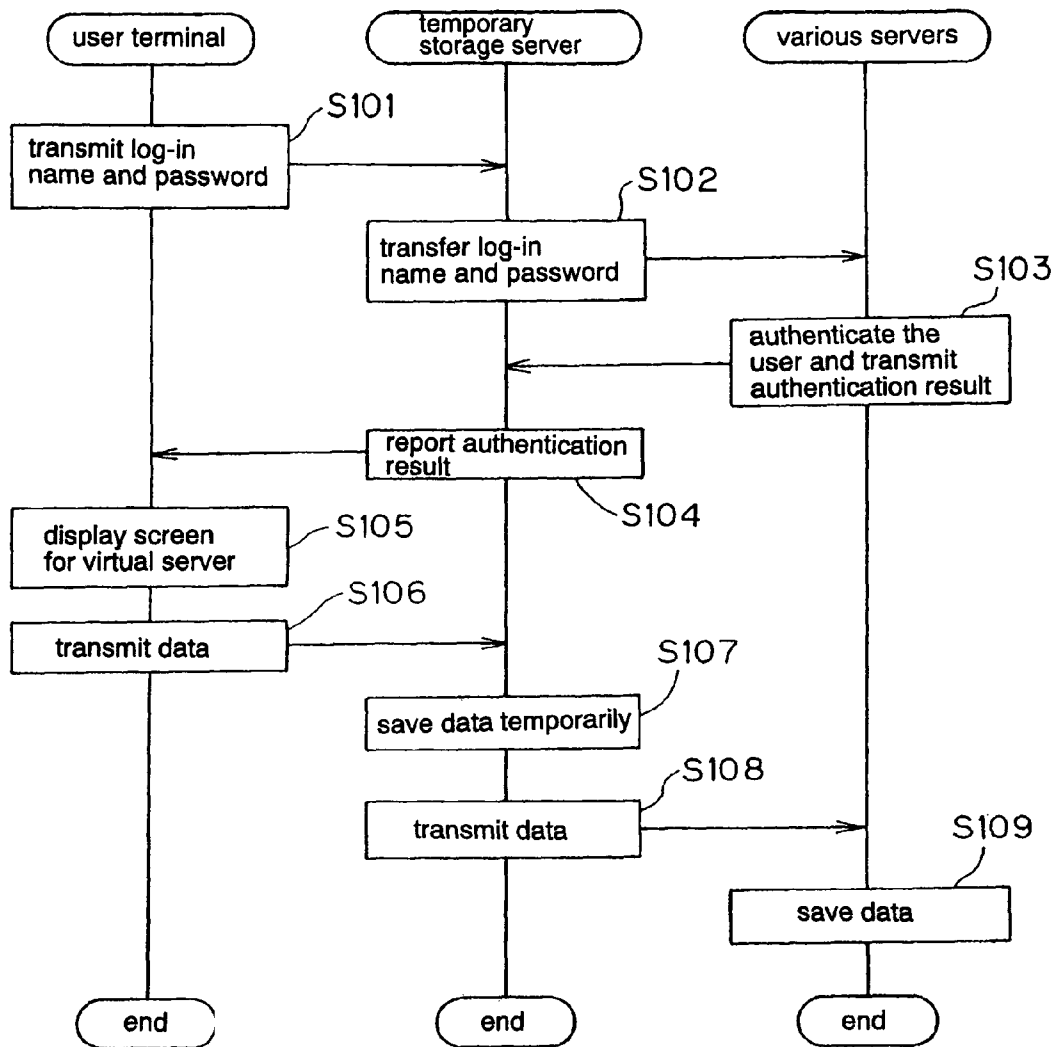 user terminal
temporary
storage server
various servers
S101
transmit log-in
name and password
S102
transfer log-in
name and password
S103
authenticate the
user and transmit
authentication result
report authentication
result
S104
display screen
for virtual server
S105
S106
transmit data
S107
save data temporarily
S108
transmit data
S109
save data
end
end
end